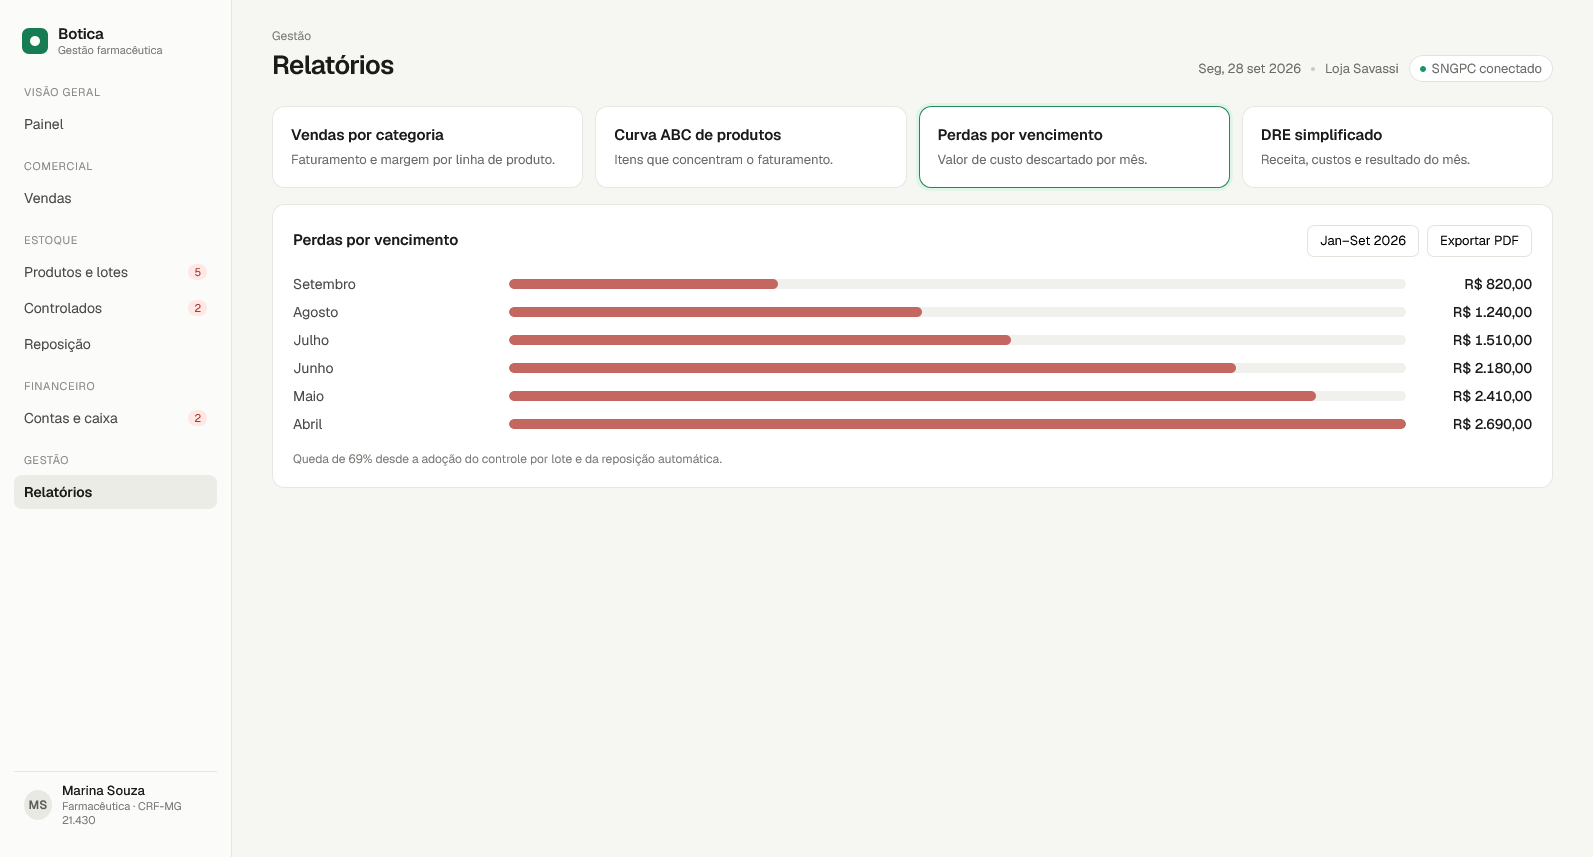 Botica
Gestão farmacêutica
VISÃO GERAL
Painel
COMERCIAL
Vendas
ESTOQUE
Produtos e lotes 5
Controlados 2
Reposição
FINANCEIRO
Contas e caixa 2
GESTÃO
Relatórios
MS
Marina Souza
Farmacêutica · CRF-MG
21.430
Gestão
Relatórios
Seg, 28 set 2026 • Loja Savassi
SNGPC conectado
Vendas por categoria
Faturamento e margem por linha de produto.
Curva ABC de produtos
Itens que concentram o faturamento.
Perdas por vencimento
Valor de custo descartado por mês.
DRE simplificado
Receita, custos e resultado do mês.
Perdas por vencimento
Jan–Set 2026
Exportar PDF
Setembro R$ 820,00
Agosto R$ 1.240,00
Julho R$ 1.510,00
Junho R$ 2.180,00
Maio R$ 2.410,00
Abril R$ 2.690,00
Queda de 69% desde a adoção do controle por lote e da reposição automática.